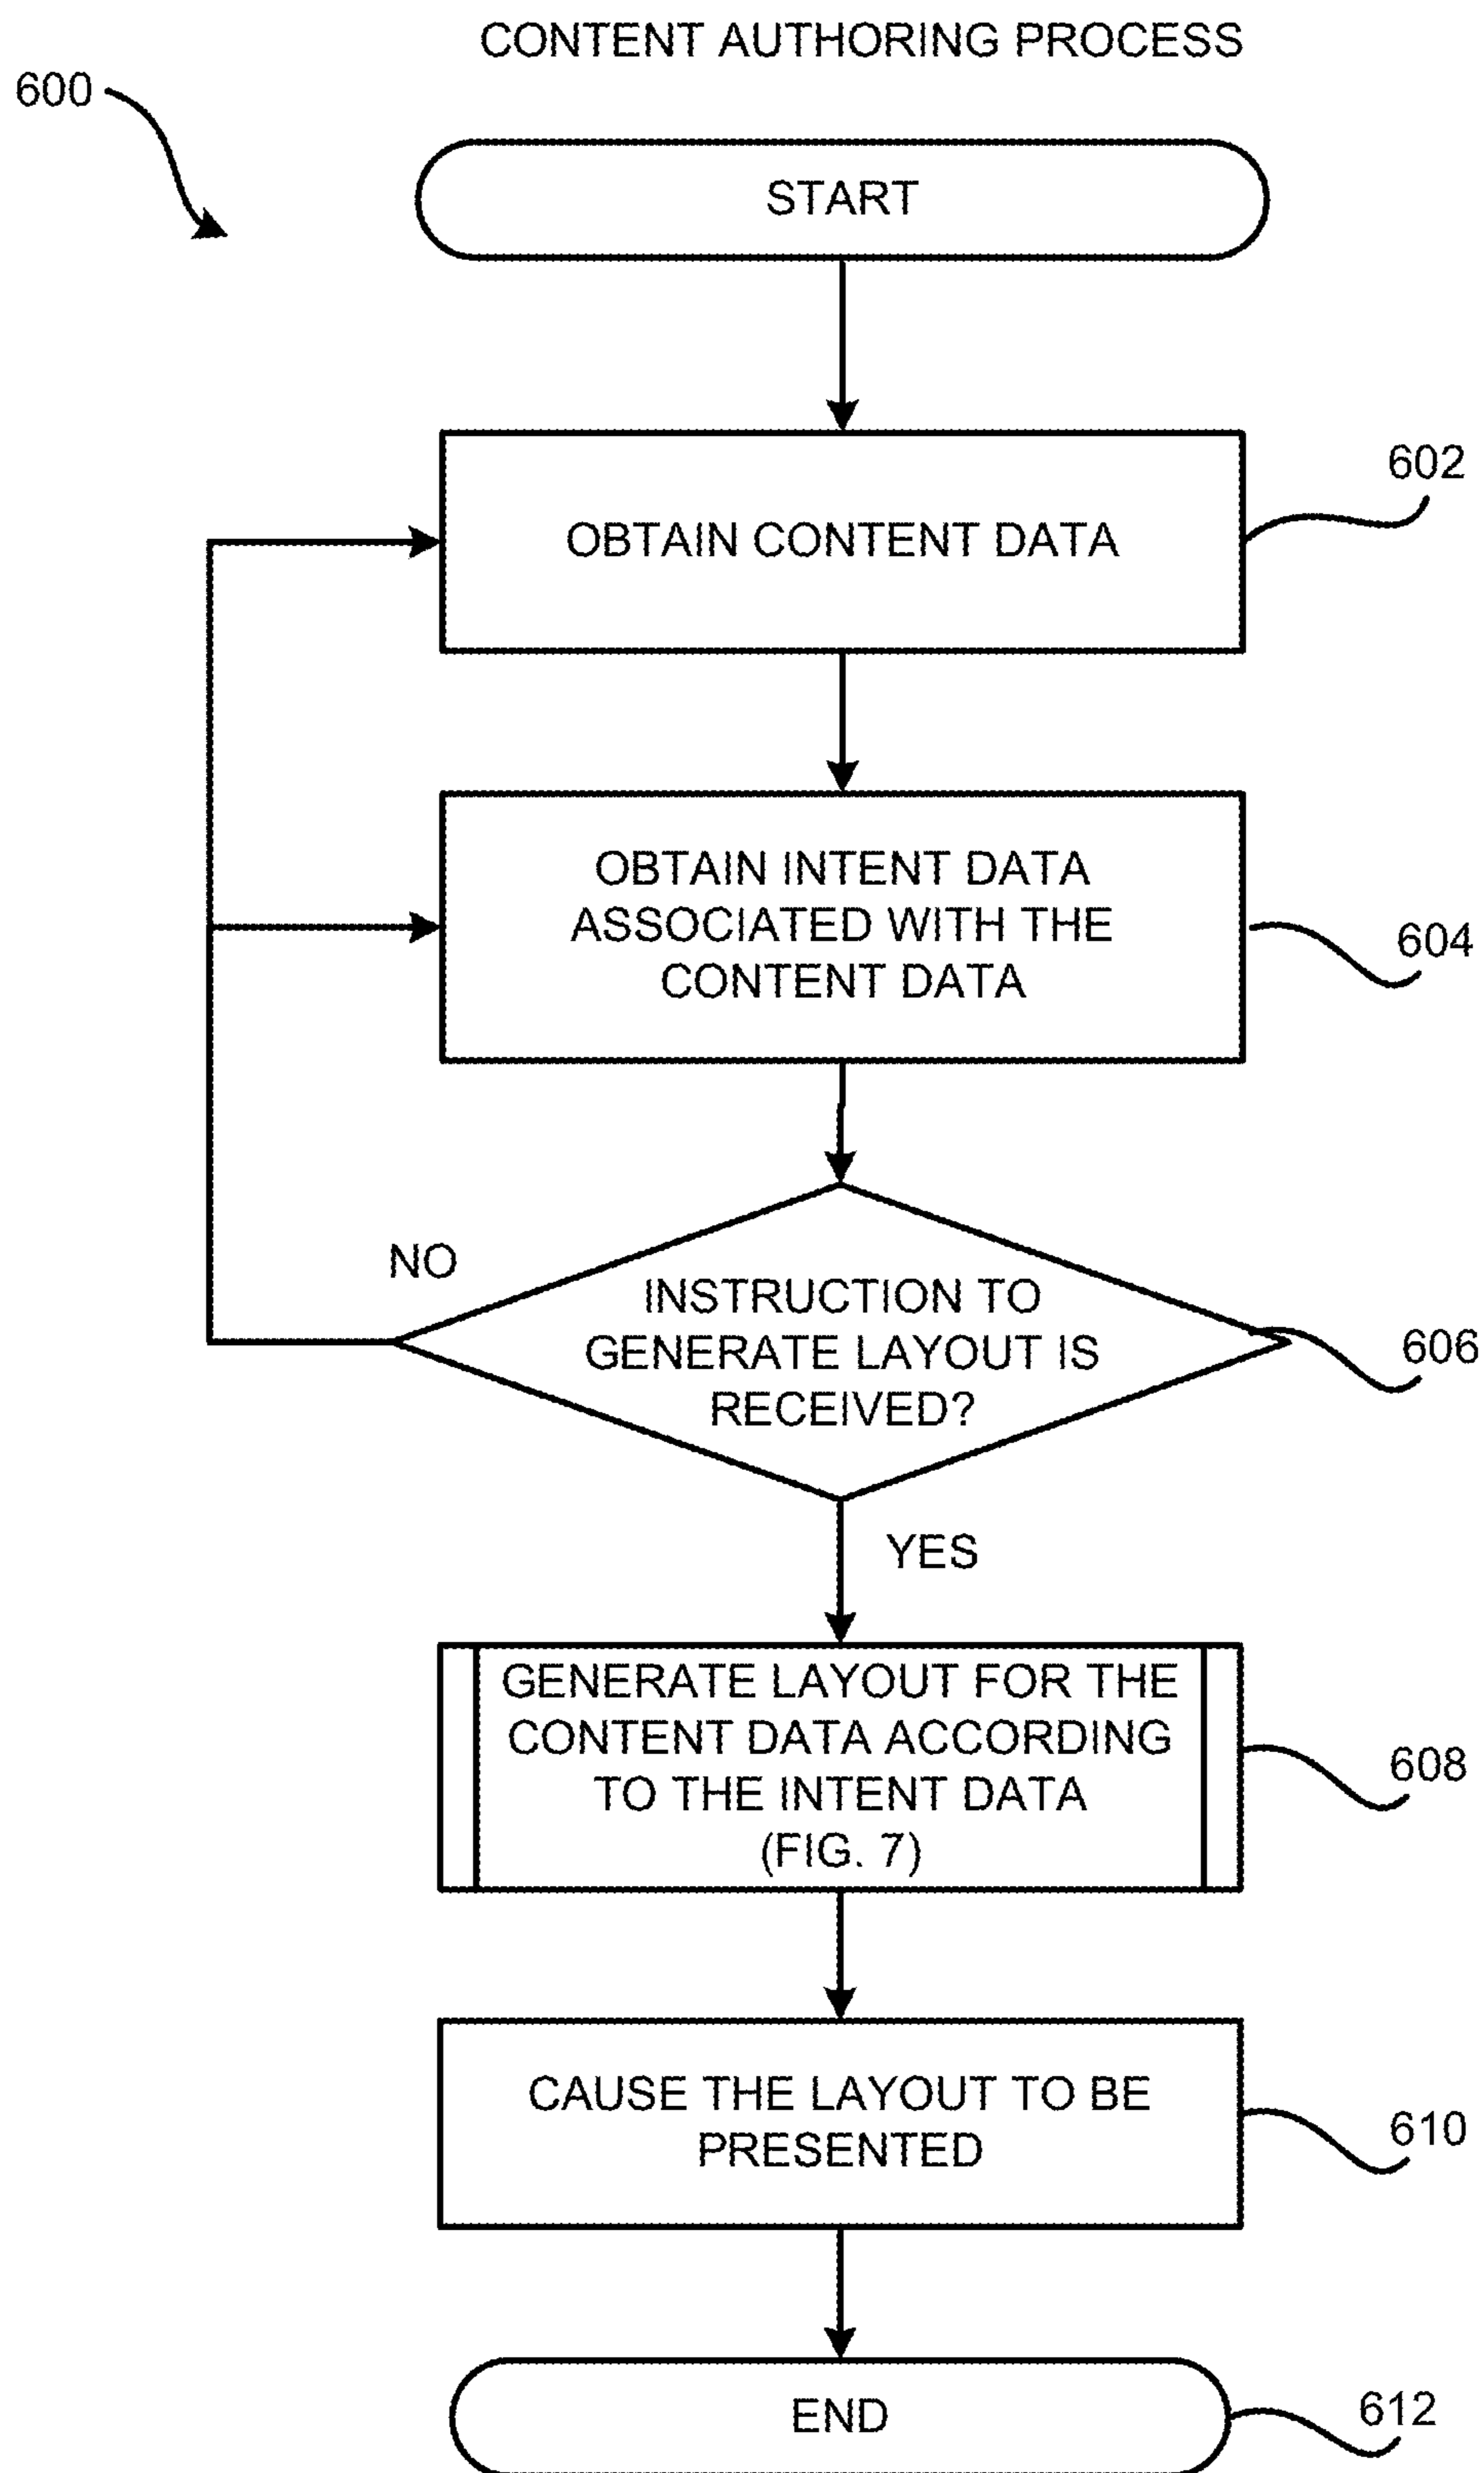 CONTENT AUTHORING PROCESS
600
START
OBTAIN CONTENT DATA
602
OBTAIN INTENT DATA
ASSOCIATED WITH THE
CONTENT DATA
604
NO
INSTRUCTION TO
GENERATE LAYOUT IS
RECEIVED?
606
YES
GENERATE LAYOUT FOR THE
CONTENT DATA ACCORDING
TO THE INTENT DATA
(FIG. 7)
608
CAUSE THE LAYOUT TO BE
PRESENTED
610
END
612